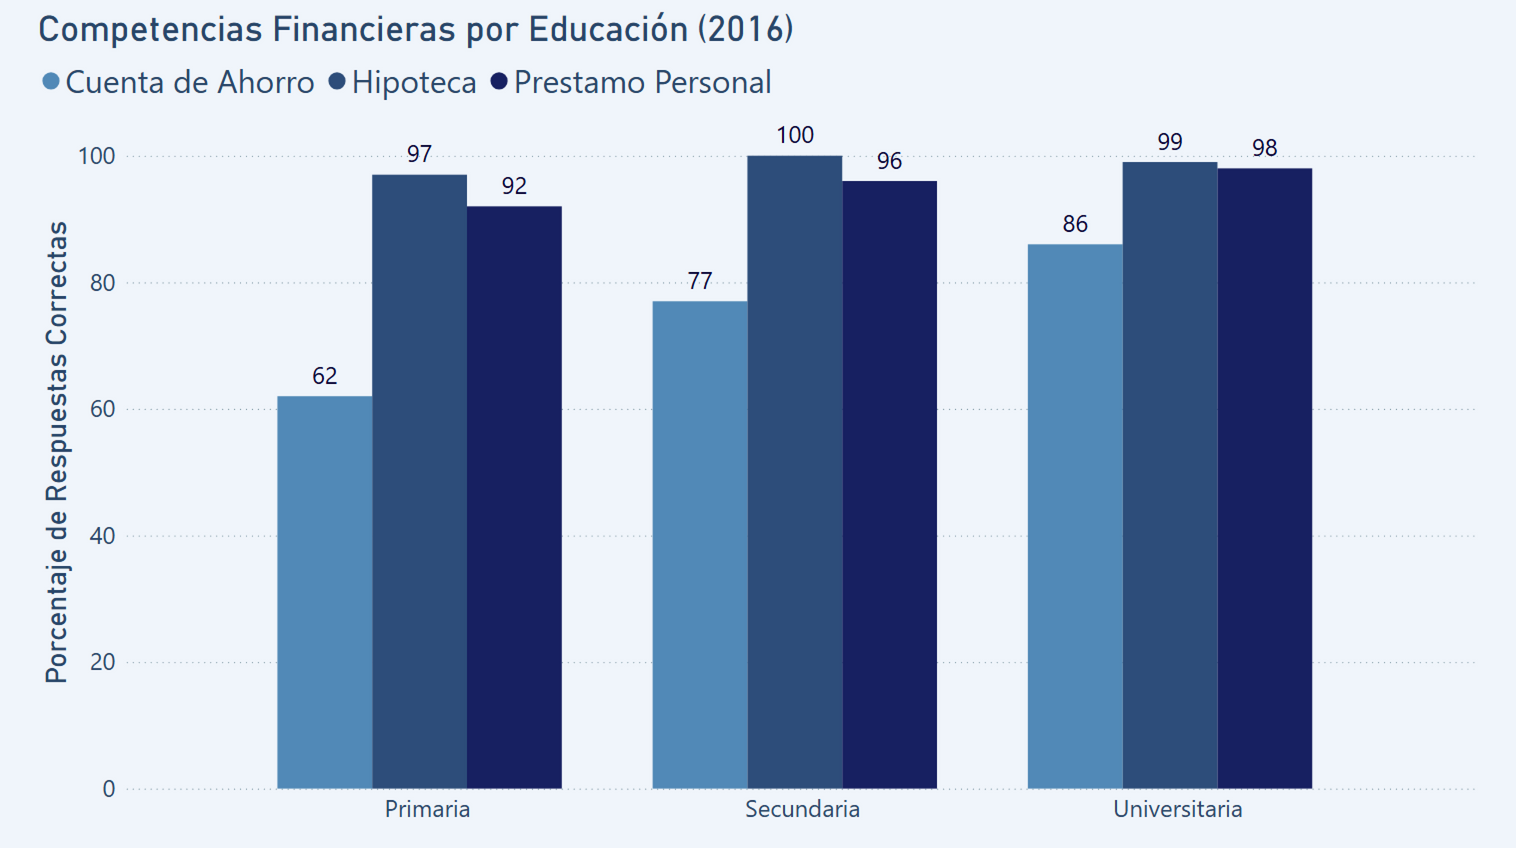 Competencias Financieras por Educación (2016)
Cuenta de Ahorro Hipoteca Prestamo Personal
Porcentaje de Respuestas Correctas
100
80
60
40
20
0
62 97 92
77 100 96
86 99 98
Primaria Secundaria Universitaria